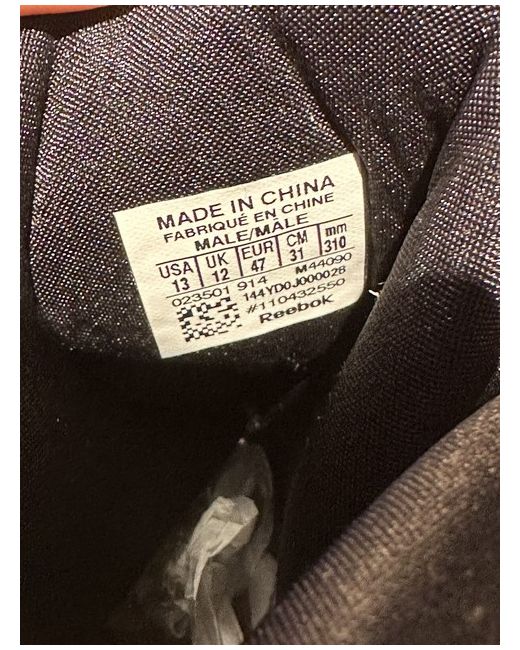 MADE IN CHINA
FABRIQUÉ EN CHINE
MALE/MÂLE
USA UK EUR CM mm
13 12 47 31 310
023501 914 M44090
144YD0J000028
#110432550
Reebok